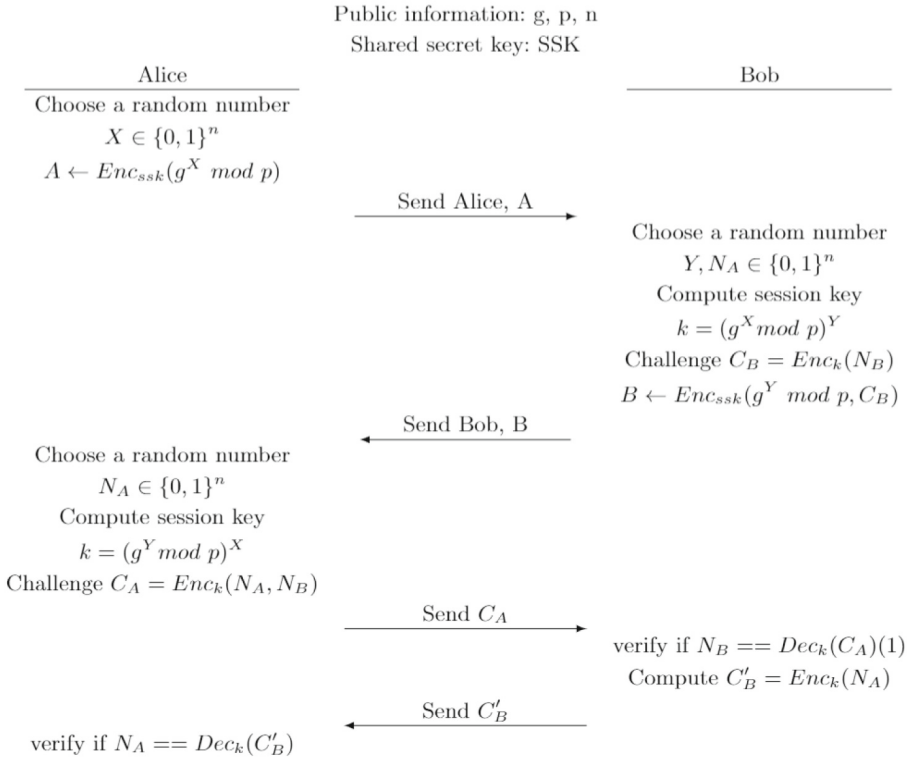 Public information: g, p, n
Shared secret key: SSK
Alice
Bob
Choose a random number
X ∈ {0, 1}ⁿ
A ← Enc_ssk(g^X mod p)
Send Alice, A
Choose a random number
Y, N_A ∈ {0, 1}ⁿ
Compute session key
k = (g^X mod p)^Y
Challenge C_B = Enc_k(N_B)
B ← Enc_ssk(g^Y mod p, C_B)
Send Bob, B
Choose a random number
N_A ∈ {0, 1}ⁿ
Compute session key
k = (g^Y mod p)^X
Challenge C_A = Enc_k(N_A, N_B)
Send C_A
verify if N_B == Dec_k(C_A)(1)
Compute C′_B = Enc_k(N_A)
Send C′_B
verify if N_A == Dec_k(C′_B)